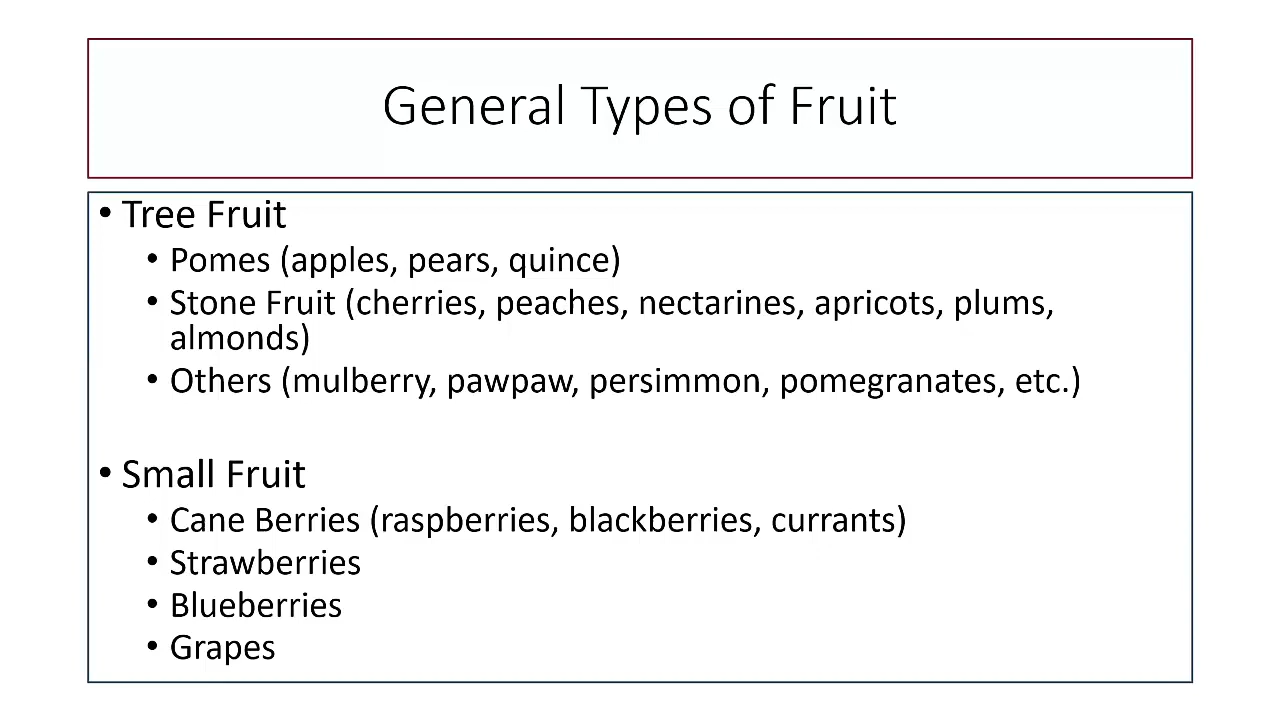 General Types of Fruit
• Tree Fruit
• Pomes (apples, pears, quince)
• Stone Fruit (cherries, peaches, nectarines, apricots, plums,
almonds)
• Others (mulberry, pawpaw, persimmon, pomegranates, etc.)
• Small Fruit
• Cane Berries (raspberries, blackberries, currants)
• Strawberries
• Blueberries
• Grapes